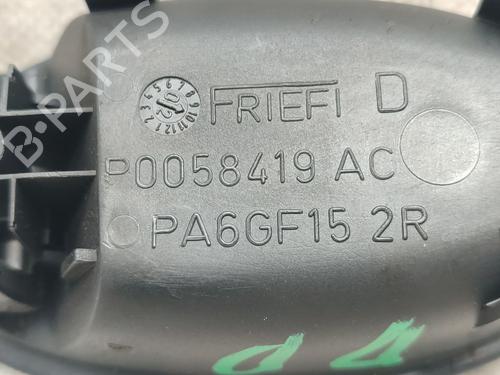 FRIEFI D
P0058419 AC
PA6GF15 2R
B-PARTS